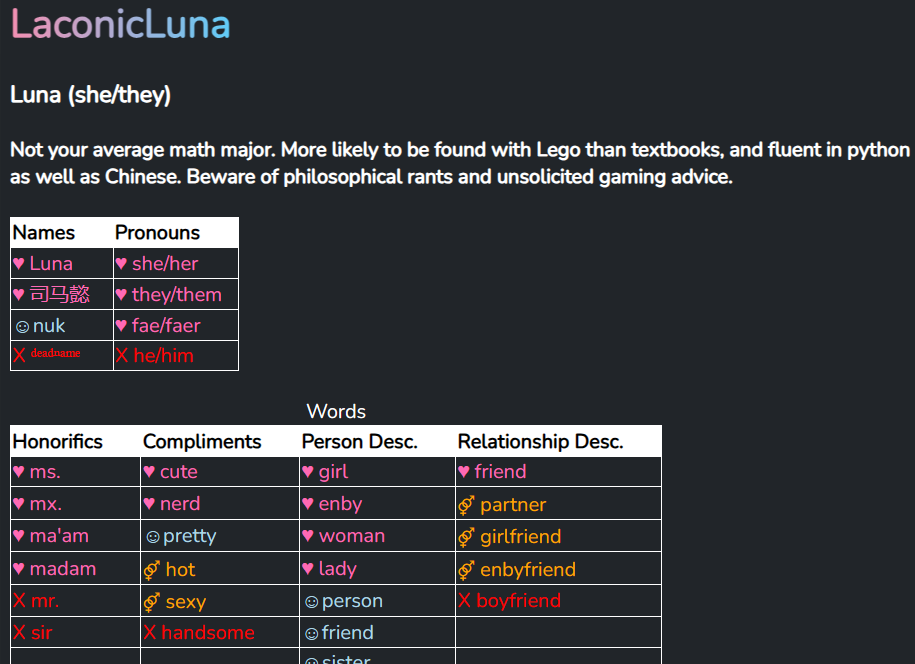 LaconicLuna
Luna (she/they)
Not your average math major. More likely to be found with Lego than textbooks, and fluent in python
as well as Chinese. Beware of philosophical rants and unsolicited gaming advice.
Names Pronouns
♥ Luna ♥ she/her
♥ 司马懿 ♥ they/them
☺nuk ♥ fae/faer
X deadname X he/him
Words
Honorifics Compliments Person Desc. Relationship Desc.
♥ ms. ♥ cute ♥ girl ♥ friend
♥ mx. ♥ nerd ♥ enby ⚤ partner
♥ ma'am ☺pretty ♥ woman ⚤ girlfriend
♥ madam ⚤ hot ♥ lady ⚤ enbyfriend
X mr. ⚤ sexy ☺person X boyfriend
X sir X handsome ☺friend
☺sister